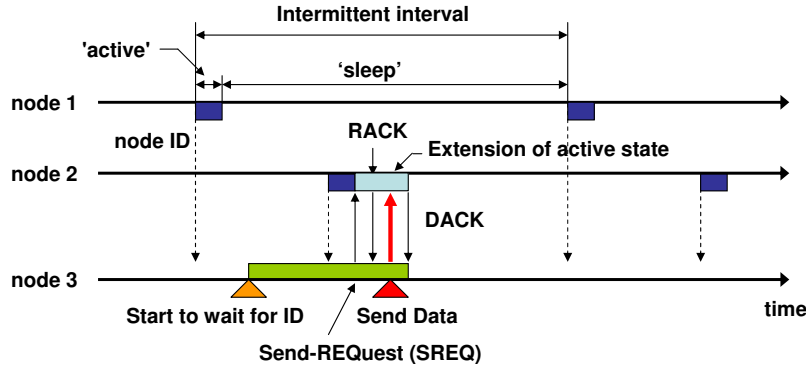 Intermittent interval
'active'
‘sleep’
node 1
node ID
RACK
Extension of active state
node 2
DACK
node 3
time
Start to wait for ID
Send Data
Send-REQuest (SREQ)